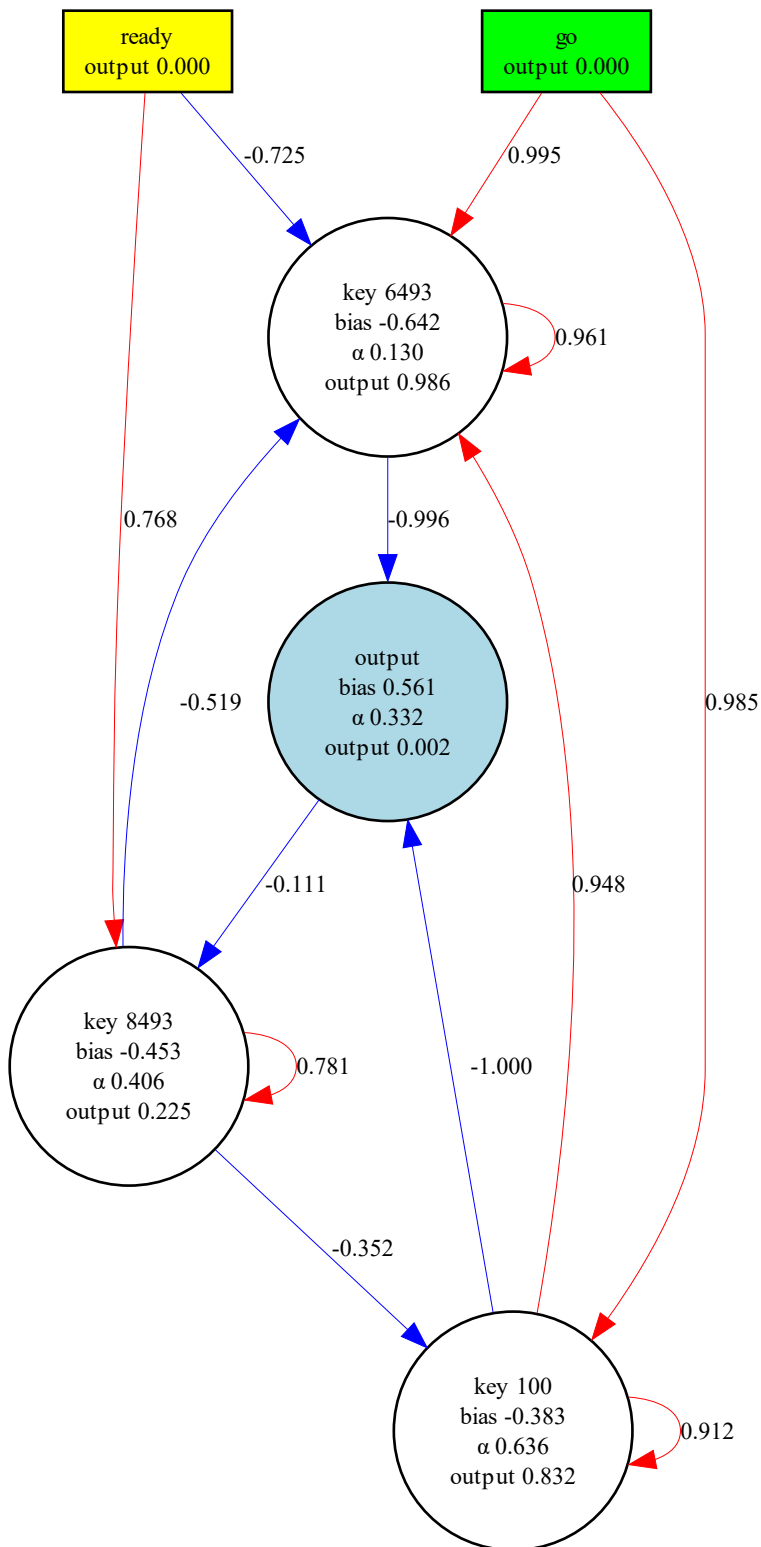 ready
output 0.000
go
output 0.000
-0.725
0.995
key 6493
bias -0.642
α 0.130
output 0.986
0.961
0.768
-0.996
-0.519
output
bias 0.561
α 0.332
output 0.002
0.985
-0.111
0.948
key 8493
bias -0.453
α 0.406
output 0.225
0.781
-1.000
-0.352
key 100
bias -0.383
α 0.636
output 0.832
0.912